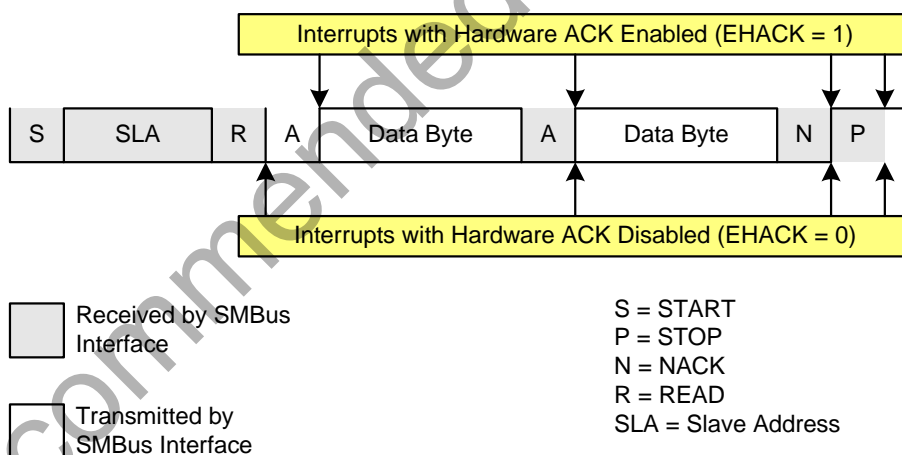 Interrupts with Hardware ACK Enabled (EHACK = 1)
S SLA R A Data Byte A Data Byte N P
Interrupts with Hardware ACK Disabled (EHACK = 0)
Received by SMBus
Interface
Transmitted by
SMBus Interface
S = START
P = STOP
N = NACK
R = READ
SLA = Slave Address
commended